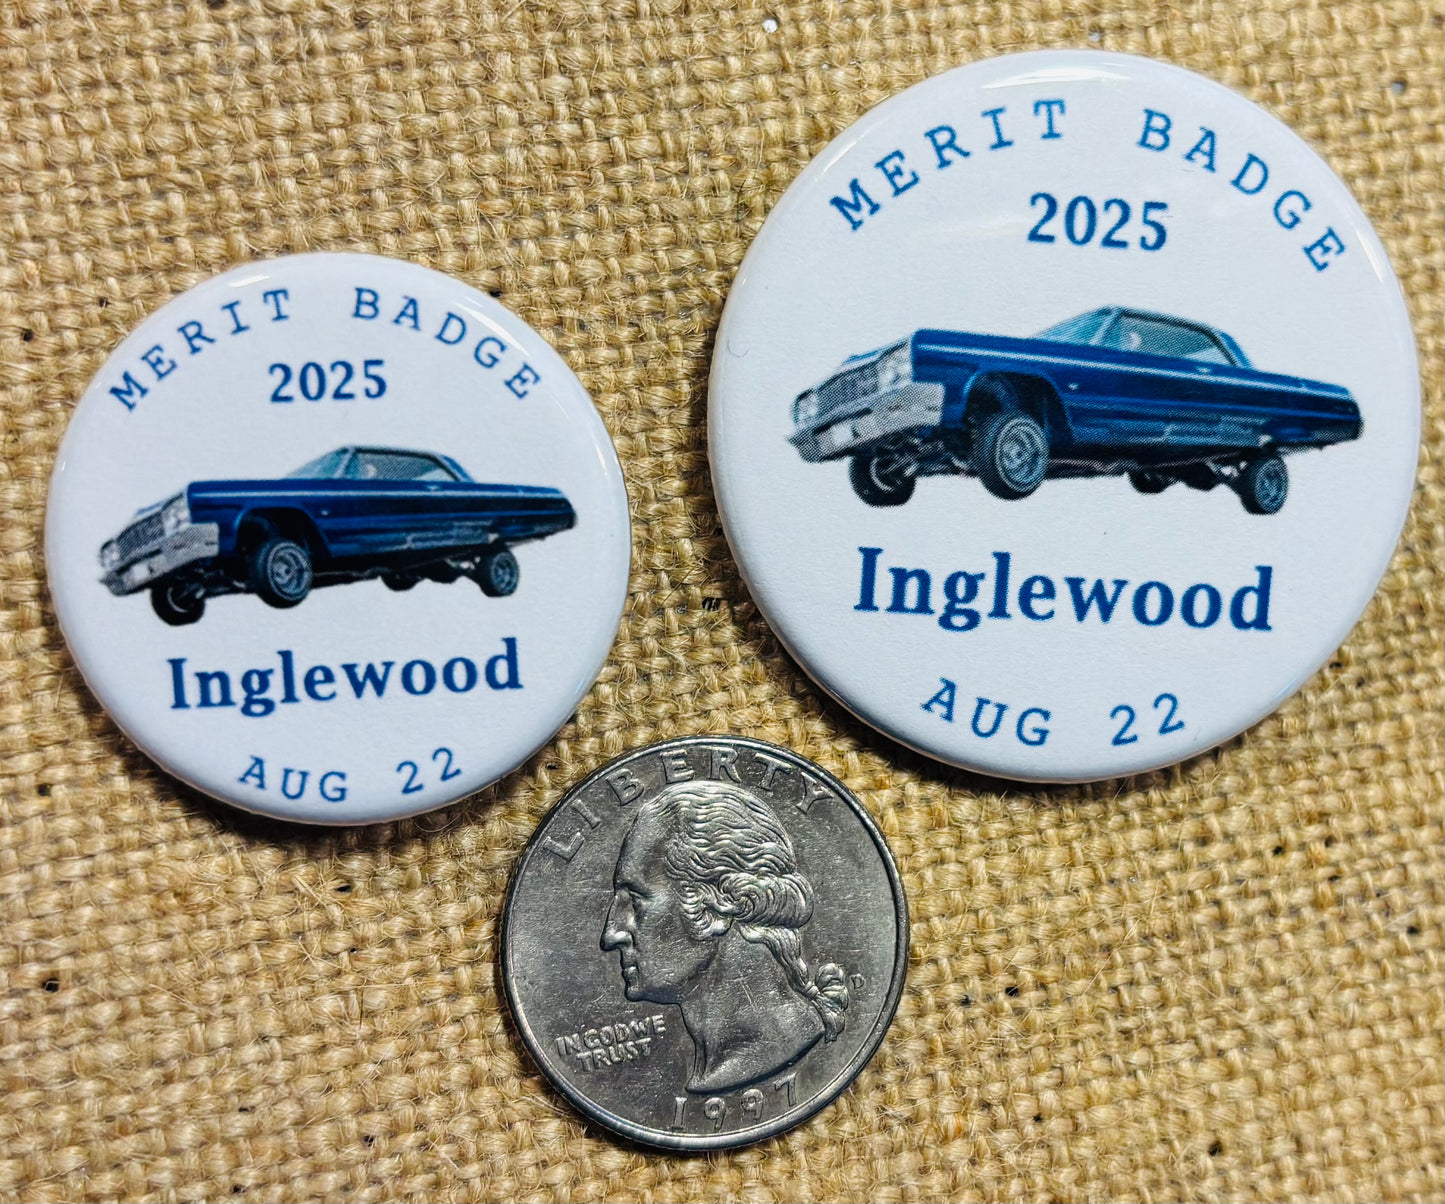 MERIT BADGE
2025
Inglewood
AUG 22
MERIT BADGE
2025
Inglewood
AUG 22
LIBERTY
IN GOD WE
TRUST
D
1997